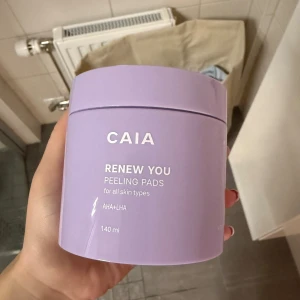 CAIA
RENEW YOU
PEELING PADS
for all skin types
AHA+LHA
140 ml